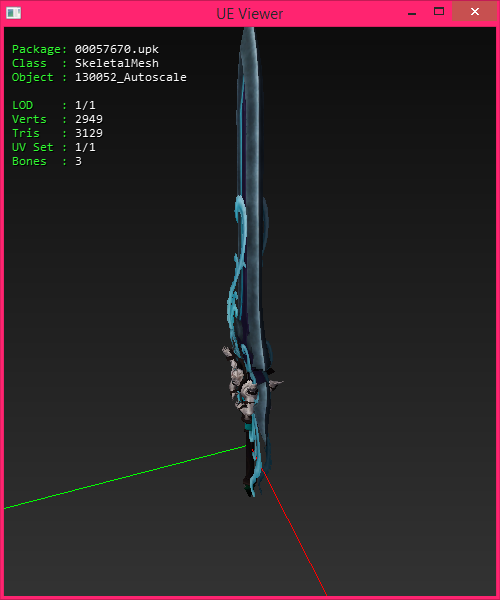 UE Viewer
Package: 00057670.upk
Class  : SkeletalMesh
Object : 130052_Autoscale
LOD    : 1/1
Verts  : 2949
Tris   : 3129
UV Set : 1/1
Bones  : 3